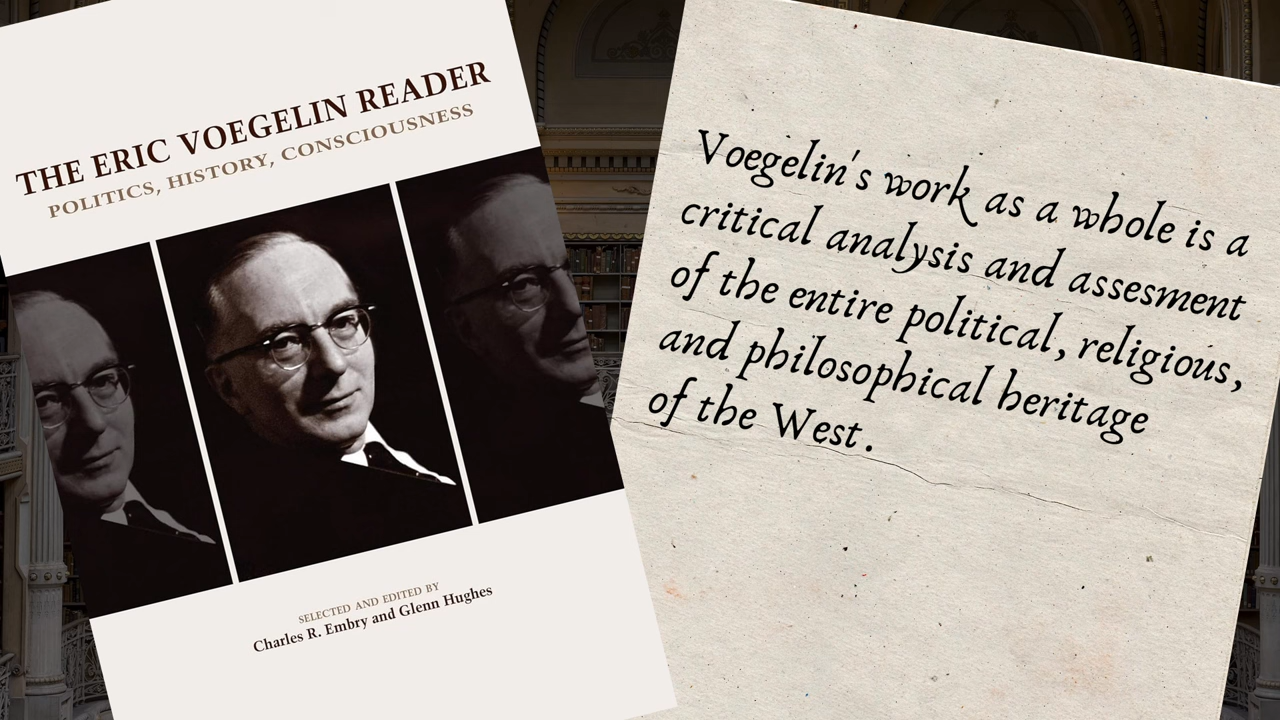 THE ERIC VOEGELIN READER
POLITICS, HISTORY, CONSCIOUSNESS
SELECTED AND EDITED BY
Charles R. Embry and Glenn Hughes
Voegelin's work as a whole is a
critical analysis and assesment
of the entire political, religious,
and philosophical heritage
of the West.